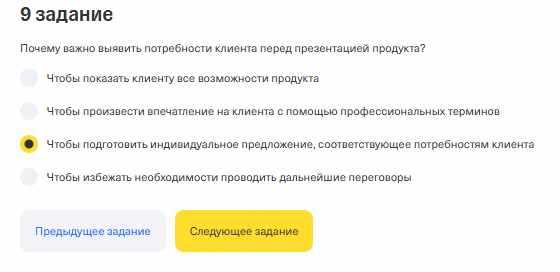 9 задание
Почему важно выявить потребности клиента перед презентацией продукта?
Чтобы показать клиенту все возможности продукта
Чтобы произвести впечатление на клиента с помощью профессиональных терминов
Чтобы подготовить индивидуальное предложение, соответствующее потребностям клиента
Чтобы избежать необходимости проводить дальнейшие переговоры
Предыдущее задание
Следующее задание